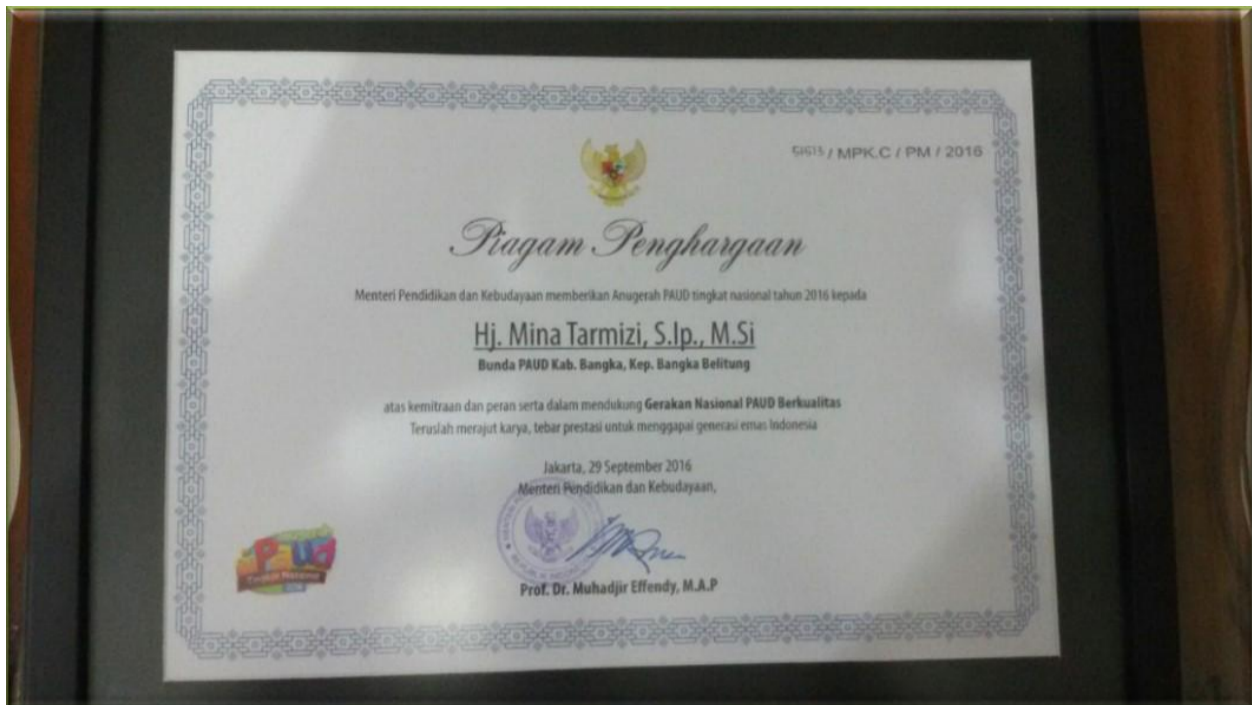 / MPK.C / PM / 2016
Piagam Penghargaan
Menteri Pendidikan dan Kebudayaan memberikan Anugerah PAUD tingkat nasional tahun 2016 kepada
Hj. Mina Tarmizi, S.Ip., M.Si
Bunda PAUD Kab. Bangka, Kep. Bangka Belitung
atas kemitraan dan peran serta dalam mendukung Gerakan Nasional PAUD Berkualitas
Teruslah merajut karya, tebar prestasi untuk menggapai generasi emas Indonesia
Jakarta, 29 September 2016
Menteri Pendidikan dan Kebudayaan,
Prof. Dr. Muhadjir Effendy, M.A.P
Paud
Tingkat Nasional